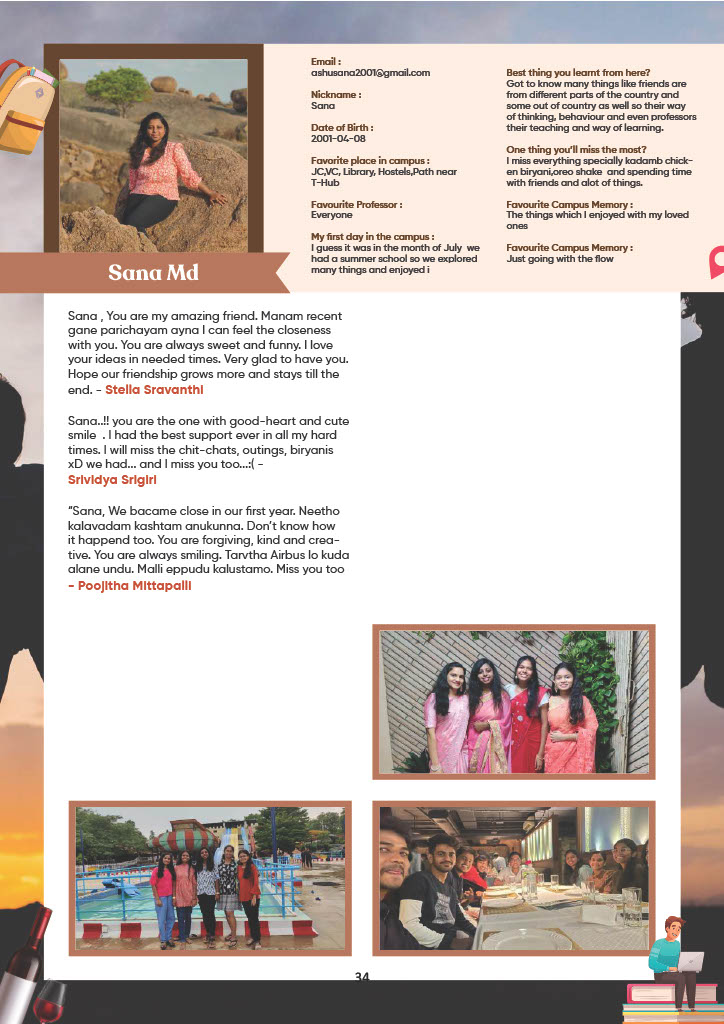 Sana Md
Email :
ashusana2001@gmail.com
Nickname :
Sana
Date of Birth :
2001-04-08
Favorite place in campus :
JC,VC, Library, Hostels,Path near
T-Hub
Favourite Professor :
Everyone
My first day in the campus :
I guess it was in the month of July  we
had a summer school so we explored
many things and enjoyed i
Best thing you learnt from here?
Got to know many things like friends are
from different parts of the country and
some out of country as well so their way
of thinking, behaviour and even professors
their teaching and way of learning.
One thing you'll miss the most?
I miss everything specially kadamb chick-
en biryani,oreo shake  and spending time
with friends and alot of things.
Favourite Campus Memory :
The things which I enjoyed with my loved
ones
Favourite Campus Memory :
Just going with the flow
Sana , You are my amazing friend. Manam recent
gane parichayam ayna I can feel the closeness
with you. You are always sweet and funny. I love
your ideas in needed times. Very glad to have you.
Hope our friendship grows more and stays till the
end. - Stella Sravanthi
Sana..!! you are the one with good-heart and cute
smile  . I had the best support ever in all my hard
times. I will miss the chit-chats, outings, biryanis
xD we had... and I miss you too...:( -
Srividya Srigiri
"Sana, We bacame close in our first year. Neetho
kalavadam kashtam anukunna. Don't know how
it happend too. You are forgiving, kind and crea-
tive. You are always smiling. Tarvtha Airbus lo kuda
alane undu. Malli eppudu kalustamo. Miss you too
- Poojitha Mittapalli
34